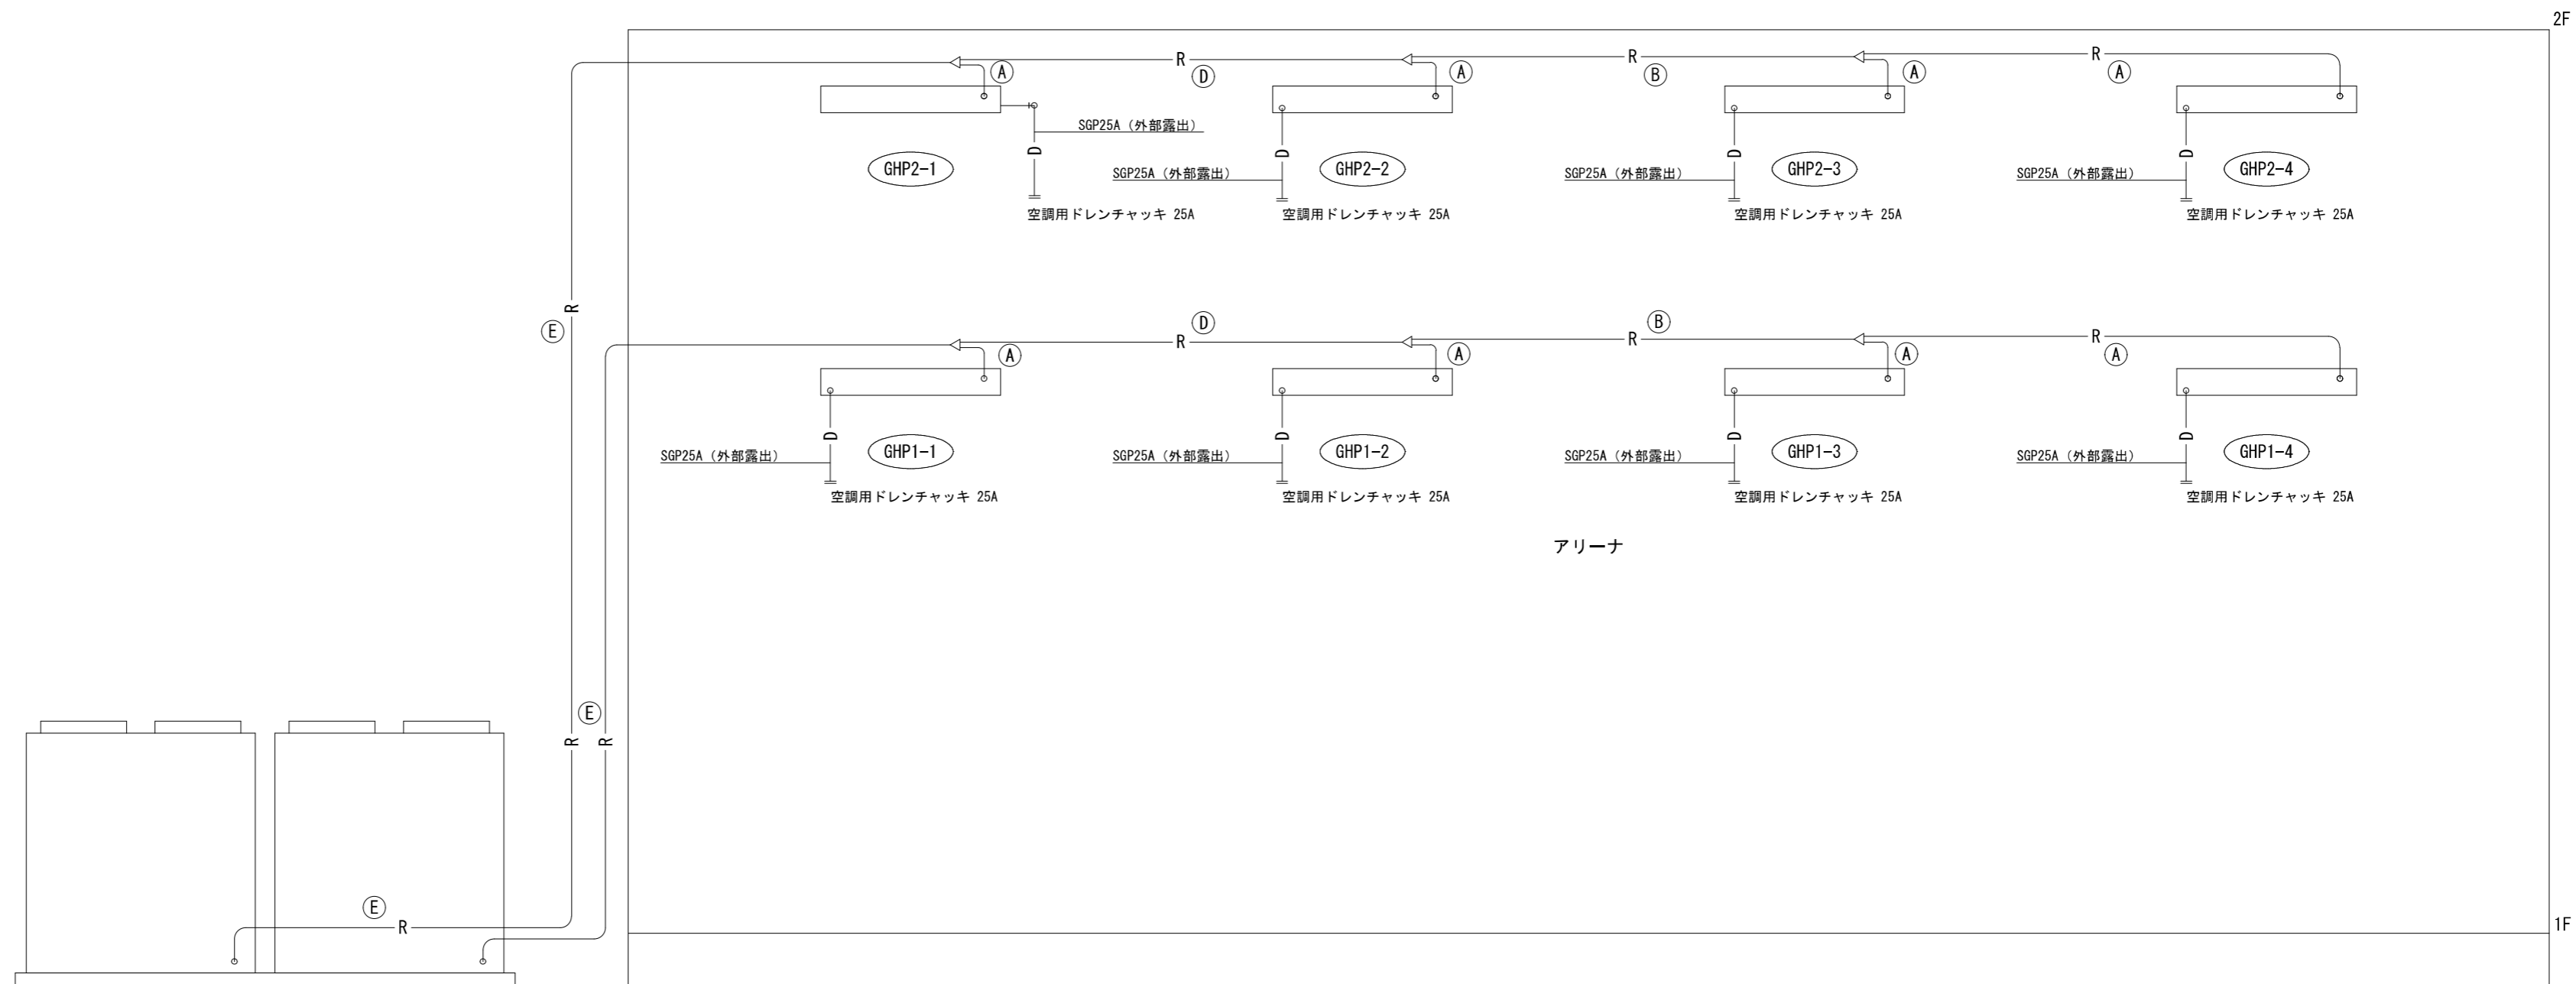 2F
R
R
R
Ⓐ
Ⓓ
Ⓐ
Ⓑ
Ⓐ
Ⓐ
SGP25A（外部露出）
D
D
D
D
GHP2-1
SGP25A（外部露出）
GHP2-2
SGP25A（外部露出）
GHP2-3
SGP25A（外部露出）
GHP2-4
空調用ドレンチャッキ 25A
空調用ドレンチャッキ 25A
空調用ドレンチャッキ 25A
空調用ドレンチャッキ 25A
R
Ⓔ
Ⓓ
Ⓑ
R
R
R
Ⓐ
Ⓐ
Ⓐ
Ⓐ
D
D
D
D
SGP25A（外部露出）
GHP1-1
SGP25A（外部露出）
GHP1-2
SGP25A（外部露出）
GHP1-3
SGP25A（外部露出）
GHP1-4
空調用ドレンチャッキ 25A
空調用ドレンチャッキ 25A
空調用ドレンチャッキ 25A
空調用ドレンチャッキ 25A
アリーナ
Ⓔ
R
R
Ⓔ
R
1F